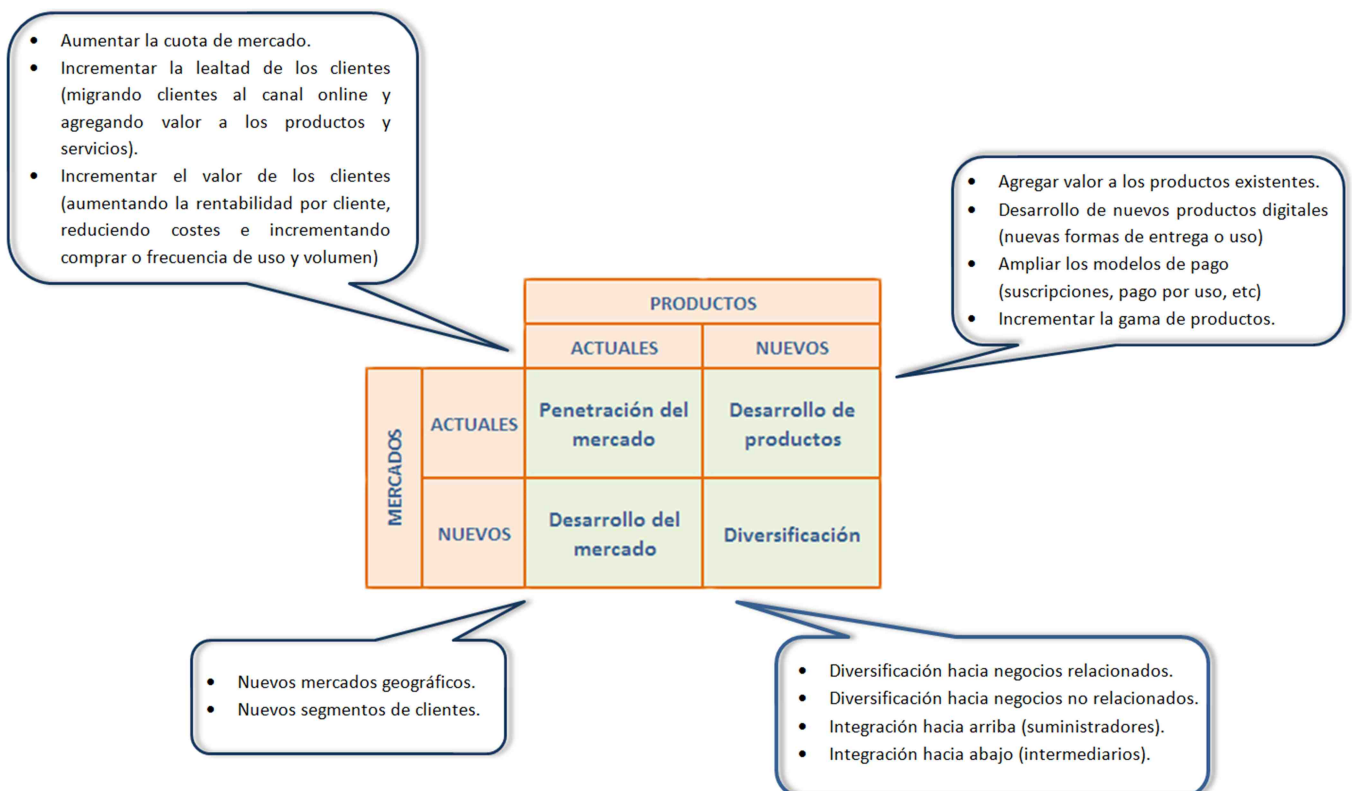 • Aumentar la cuota de mercado.
• Incrementar la lealtad de los clientes
(migrando clientes al canal online y
agregando valor a los productos y
servicios).
• Incrementar el valor de los clientes
(aumentando la rentabilidad por cliente,
reduciendo costes e incrementando
comprar o frecuencia de uso y volumen)
• Agregar valor a los productos existentes.
• Desarrollo de nuevos productos digitales
(nuevas formas de entrega o uso)
• Ampliar los modelos de pago
(suscripciones, pago por uso, etc)
• Incrementar la gama de productos.
PRODUCTOS
ACTUALES NUEVOS
MERCADOS
ACTUALES
Penetración del
mercado
Desarrollo de
productos
NUEVOS
Desarrollo del
mercado
Diversificación
• Nuevos mercados geográficos.
• Nuevos segmentos de clientes.
• Diversificación hacia negocios relacionados.
• Diversificación hacia negocios no relacionados.
• Integración hacia arriba (suministradores).
• Integración hacia abajo (intermediarios).